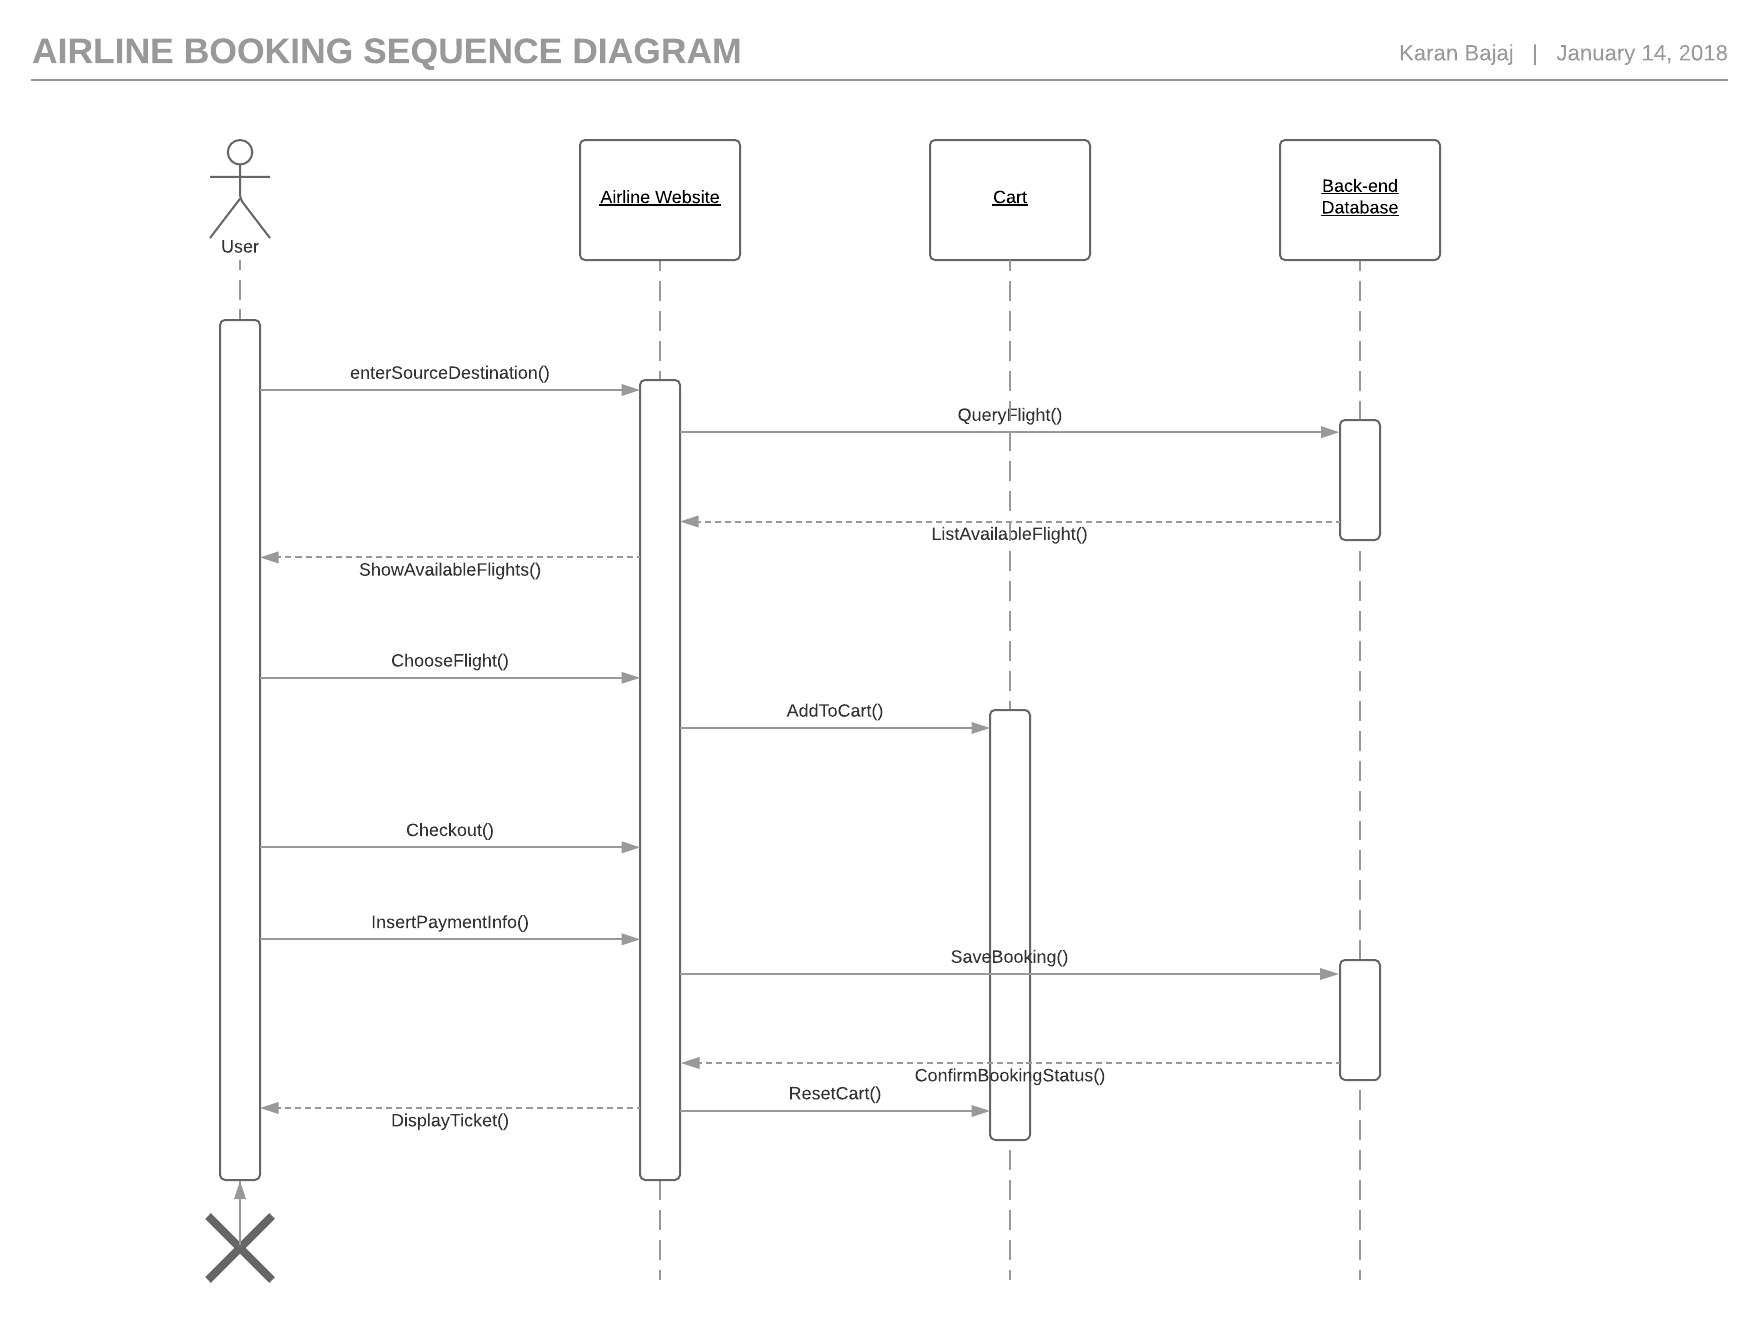 AIRLINE BOOKING SEQUENCE DIAGRAM
Karan Bajaj | January 14, 2018
User
Airline Website
Cart
Back-end
Database
enterSourceDestination()
QueryFlight()
ListAvailableFlight()
ShowAvailableFlights()
ChooseFlight()
AddToCart()
Checkout()
InsertPaymentInfo()
SaveBooking()
ConfirmBookingStatus()
ResetCart()
DisplayTicket()